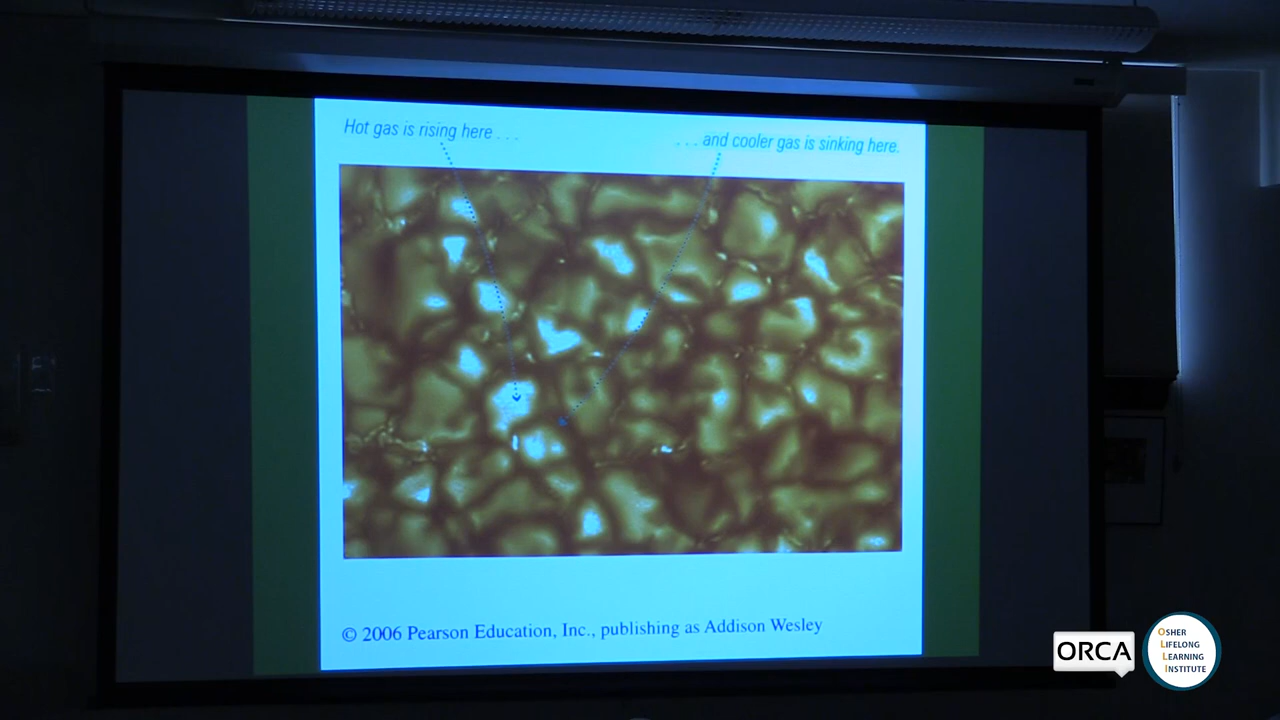 Hot gas is rising here . . .
. . . and cooler gas is sinking here.
© 2006 Pearson Education, Inc., publishing as Addison Wesley
ORCA
OSHER
LIFELONG
LEARNING
INSTITUTE